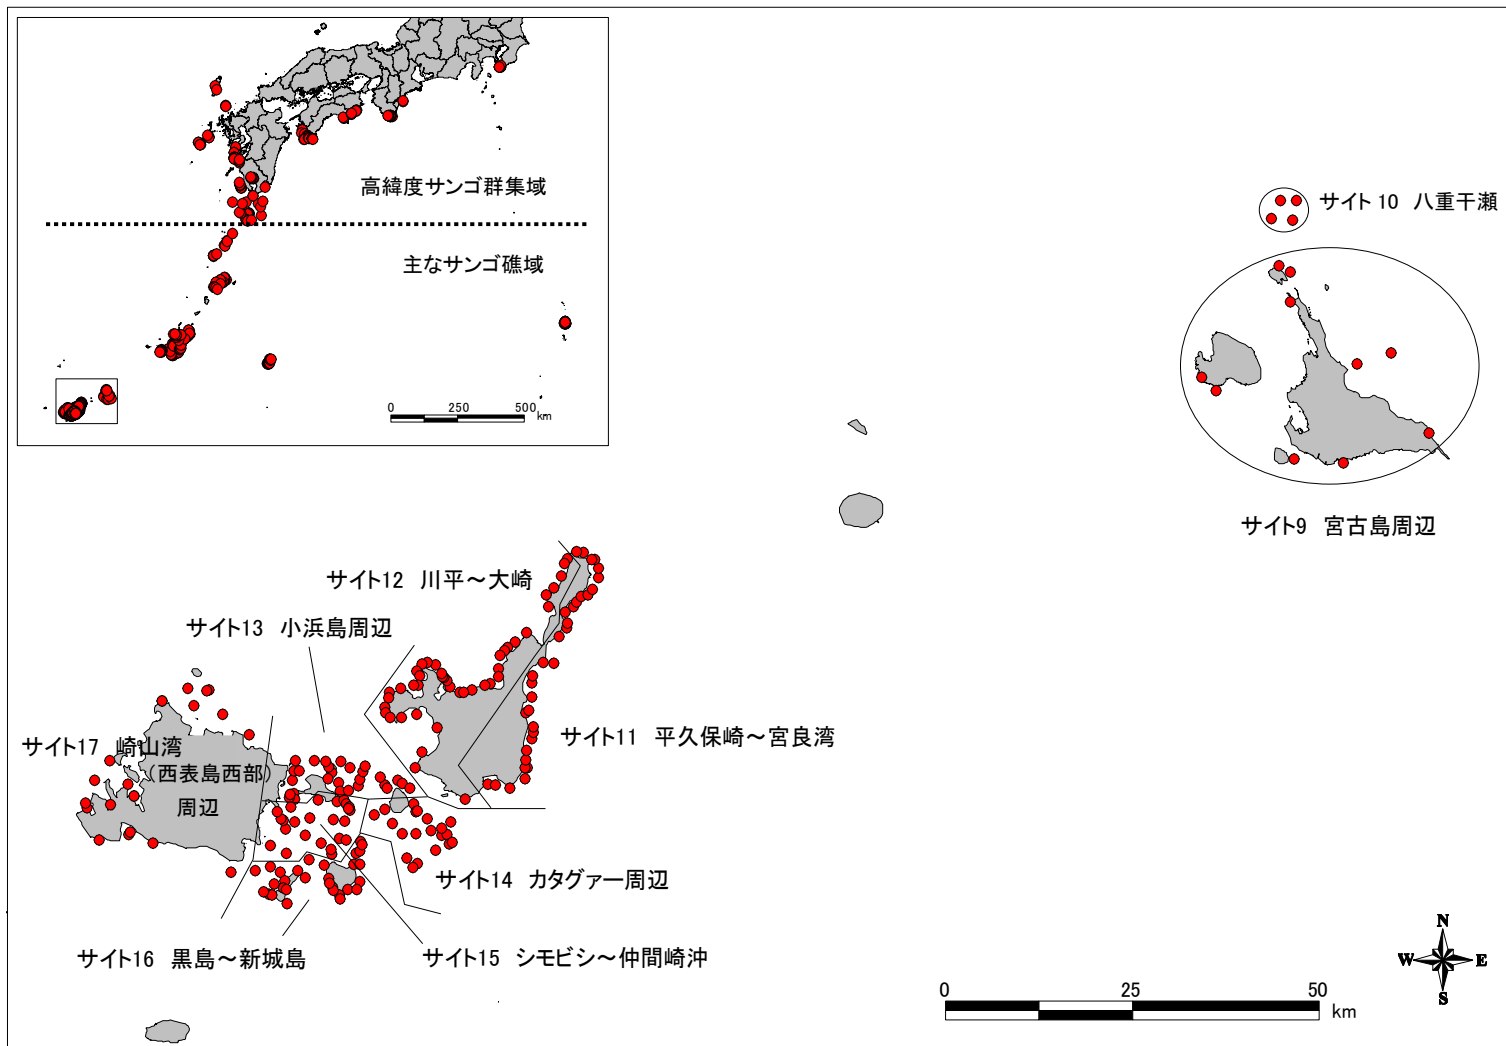 高緯度サンゴ群集域
主なサンゴ礁域
0 250 500
km
サイト 10 八重干瀬
サイト9 宮古島周辺
サイト12 川平～大崎
サイト13 小浜島周辺
サイト11 平久保崎～宮良湾
サイト17 崎山湾
（西表島西部）
周辺
サイト14 カタグァー周辺
サイト16 黒島～新城島
サイト15 シモビシ～仲間崎沖
N
W E
S
0 25 50
km